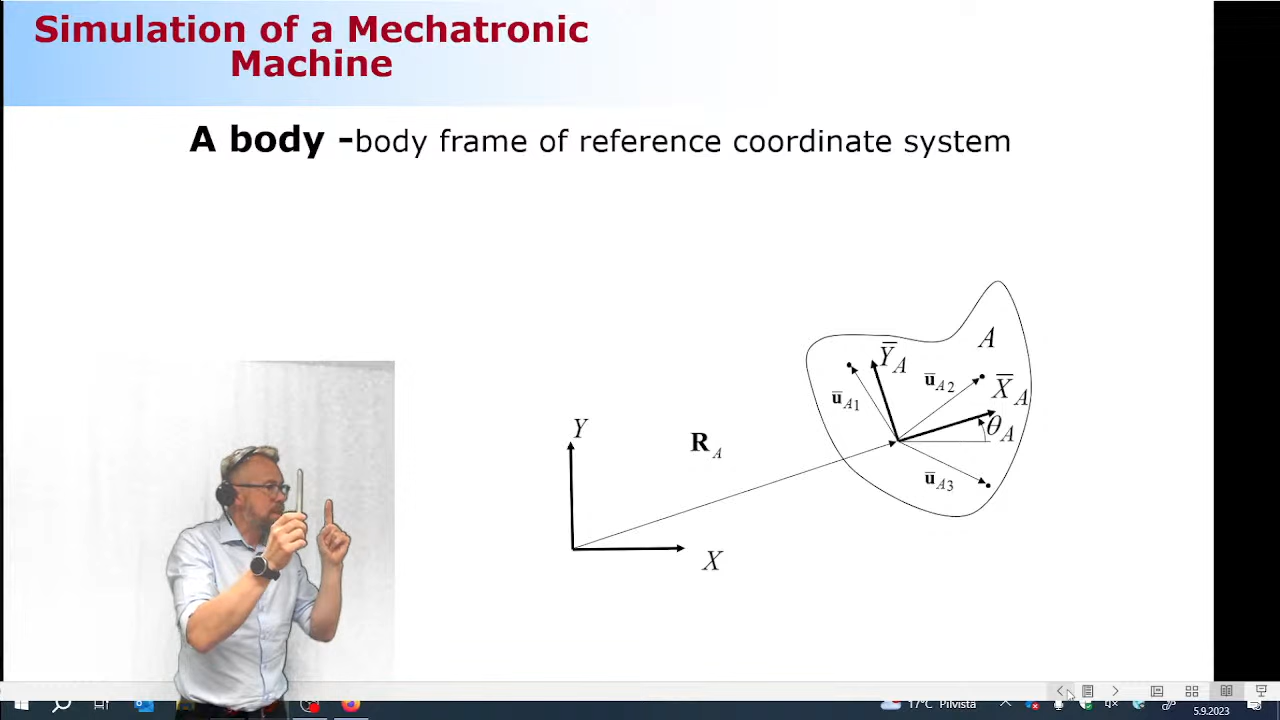 Simulation of a Mechatronic
Machine
A body -body frame of reference coordinate system
A
Y̅A
X̅A
u̅A1
u̅A2
θA
u̅A3
RA
Y
X
17°C Pilvistä
5.9.2023